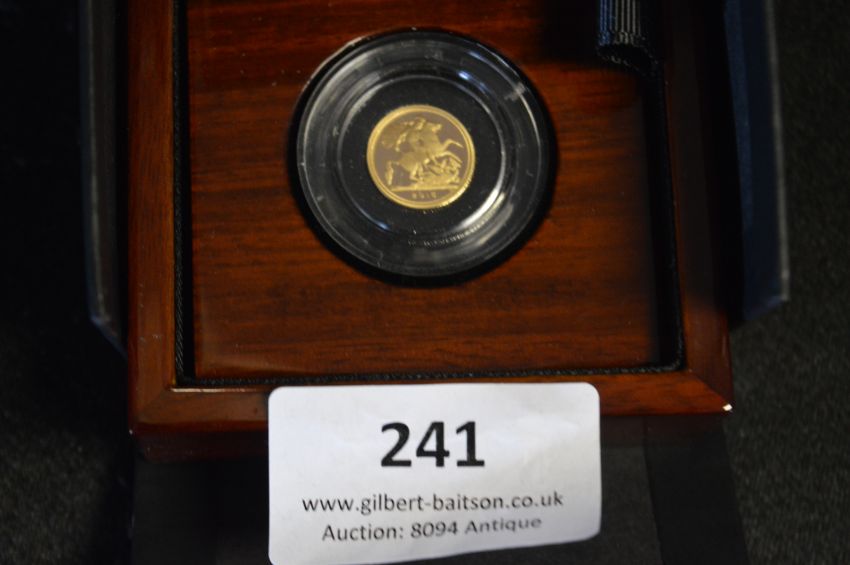 241
www.gilbert-baitson.co.uk
Auction: 8094 Antique